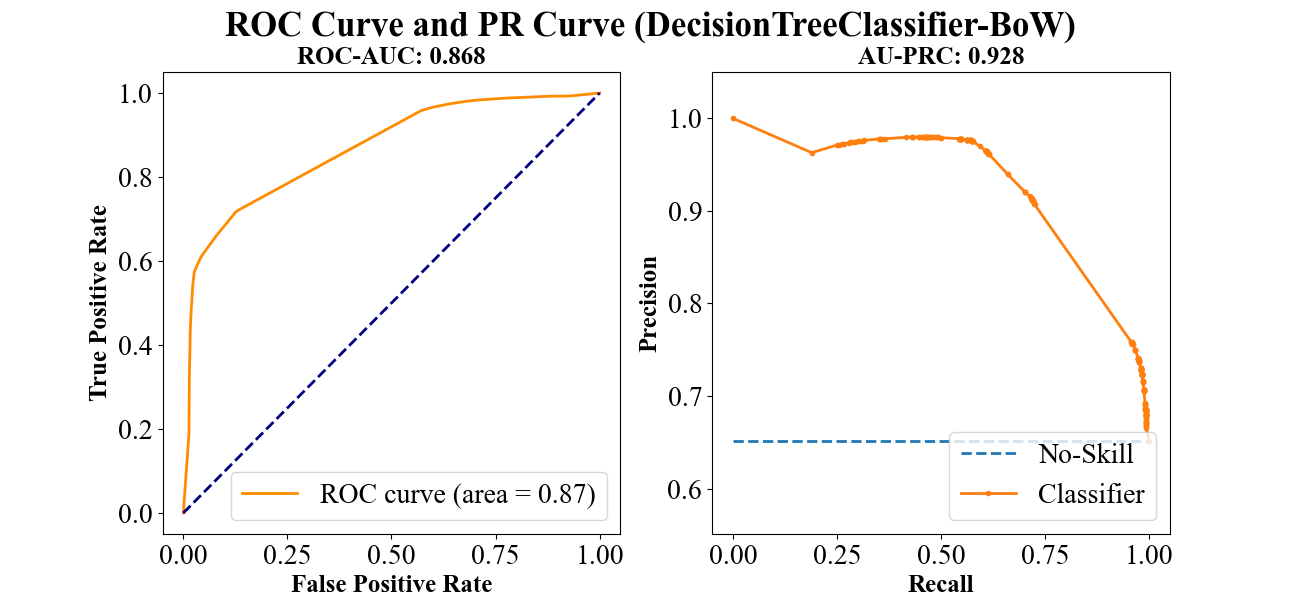 ROC Curve and PR Curve (DecisionTreeClassifier-BoW)
ROC-AUC: 0.868
1.0
0.8
0.6
0.4
0.2
0.0
True Positive Rate
ROC curve (area = 0.87)
0.00 0.25 0.50 0.75 1.00
False Positive Rate
AU-PRC: 0.928
1.0
0.9
0.8
0.7
0.6
Precision
No-Skill
Classifier
0.00 0.25 0.50 0.75 1.00
Recall